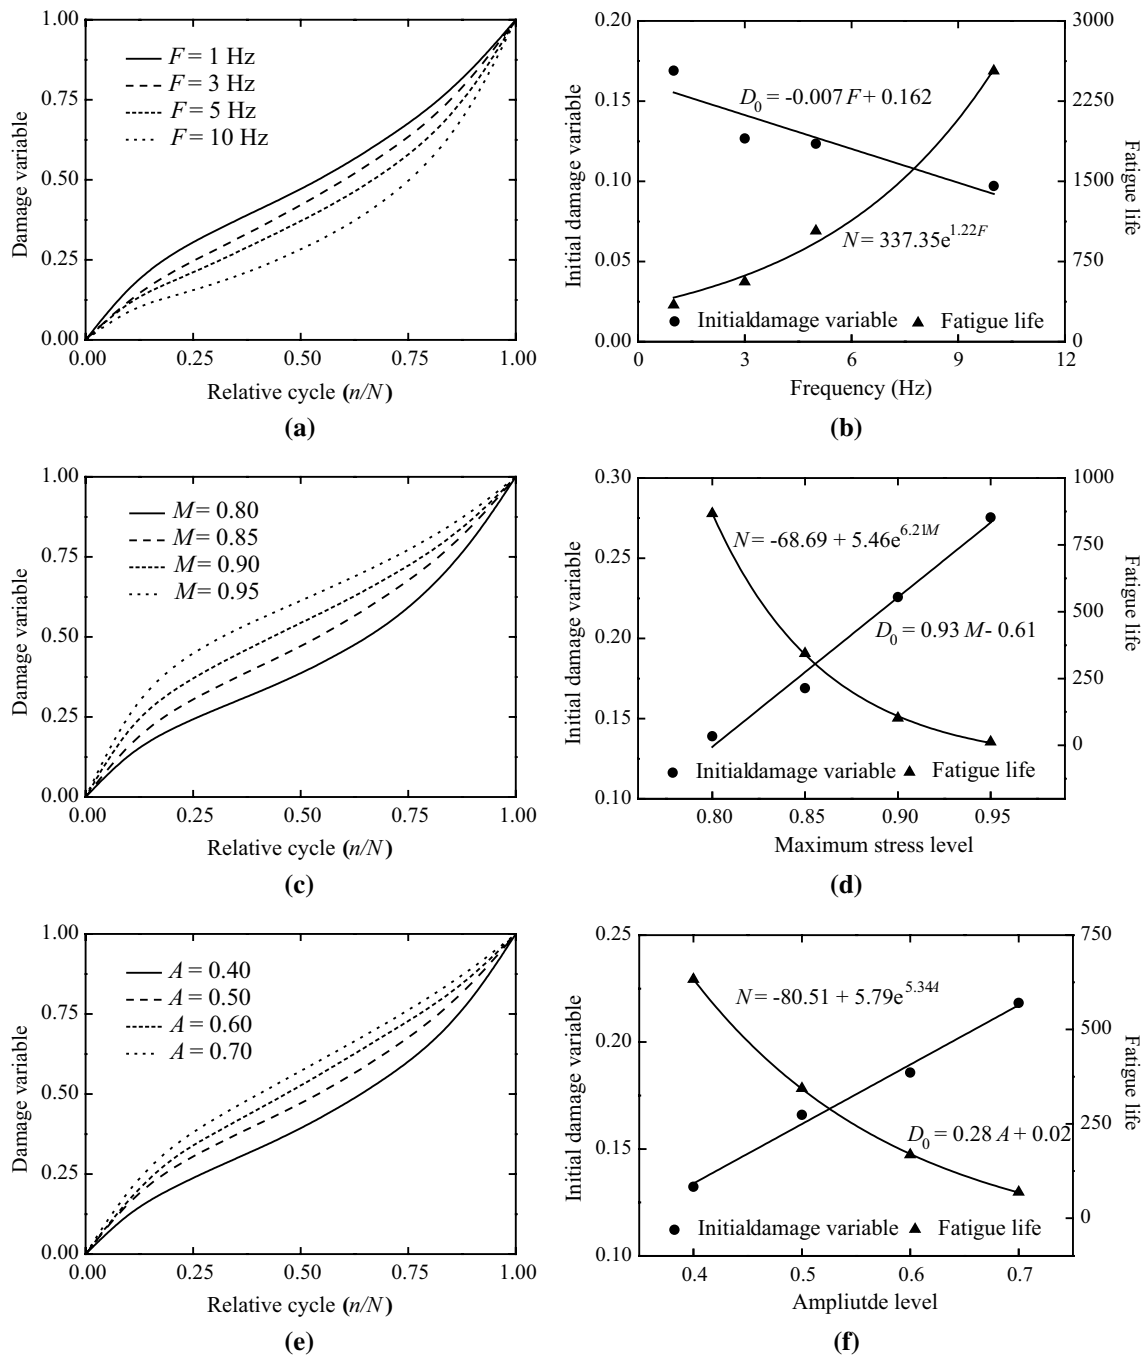 1.00
0.75
0.50
0.25
0.00
Damage variable
F = 1 Hz
F = 3 Hz
F = 5 Hz
F = 10 Hz
0.00 0.25 0.50 0.75 1.00
Relative cycle (n/N)
(a)
0.20
0.15
0.10
0.05
0.00
Initial damage variable
D0 = -0.007F + 0.162
N = 337.35e^1.22F
Initialdamage variable Fatigue life
3000
2250
1500
750
0
Fatigue life
0 3 6 9 12
Frequency (Hz)
(b)
1.00
0.75
0.50
0.25
0.00
Damage variable
M = 0.80
M = 0.85
M = 0.90
M = 0.95
0.00 0.25 0.50 0.75 1.00
Relative cycle (n/N)
(c)
0.30
0.25
0.20
0.15
0.10
Initial damage variable
N = -68.69 + 5.46e^6.21M
D0 = 0.93 M - 0.61
Initialdamage variable Fatigue life
1000
750
500
250
0
Fatigue life
0.80 0.85 0.90 0.95
Maximum stress level
(d)
1.00
0.75
0.50
0.25
0.00
Damage variable
A = 0.40
A = 0.50
A = 0.60
A = 0.70
0.00 0.25 0.50 0.75 1.00
Relative cycle (n/N)
(e)
0.25
0.20
0.15
0.10
Initial damage variable
N = -80.51 + 5.79e^5.34A
D0 = 0.28 A + 0.02
Initialdamage variable Fatigue life
750
500
250
0
Fatigue life
0.4 0.5 0.6 0.7
Ampliutde level
(f)